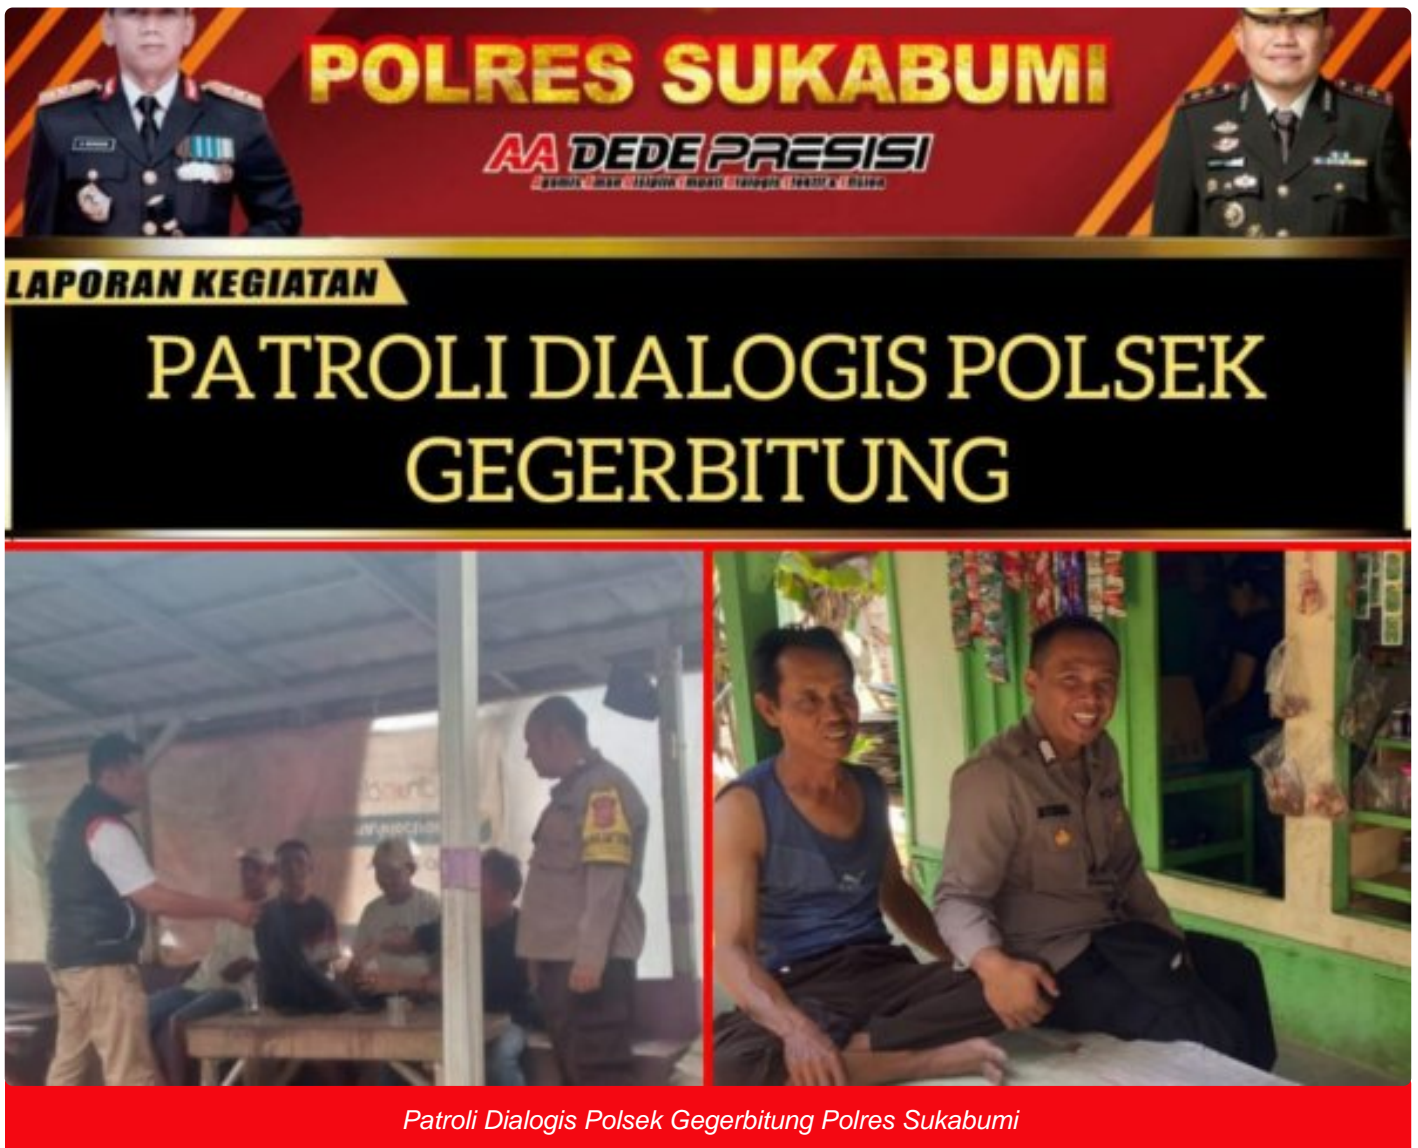 POLRES SUKABUMI
AA DEDE PRESISI
LAPORAN KEGIATAN
PATROLI DIALOGIS POLSEK
GEGERBITUNG
Patroli Dialogis Polsek Gegerbitung Polres Sukabumi